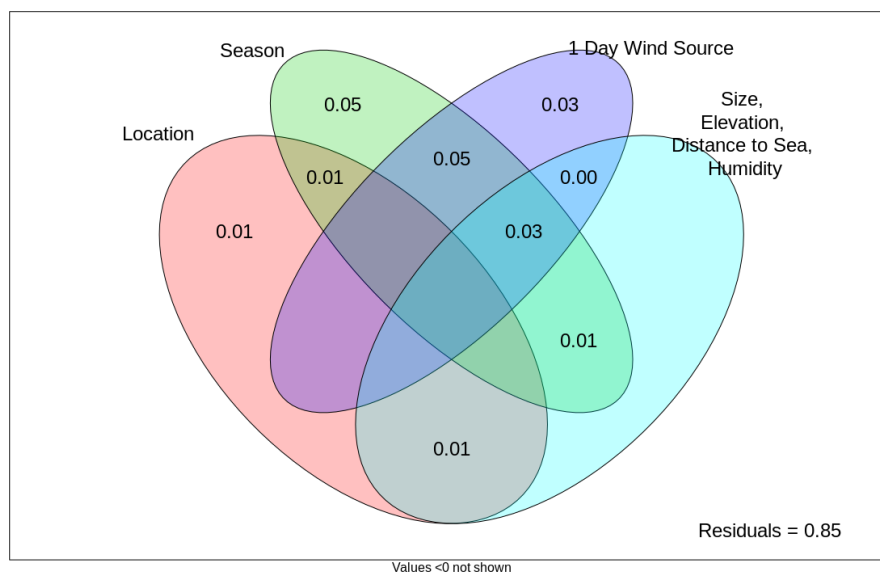 Season
1 Day Wind Source
Location
Size,
Elevation,
Distance to Sea,
Humidity
0.05
0.03
0.05
0.01
0.00
0.01
0.03
0.01
0.01
Residuals = 0.85
Values <0 not shown